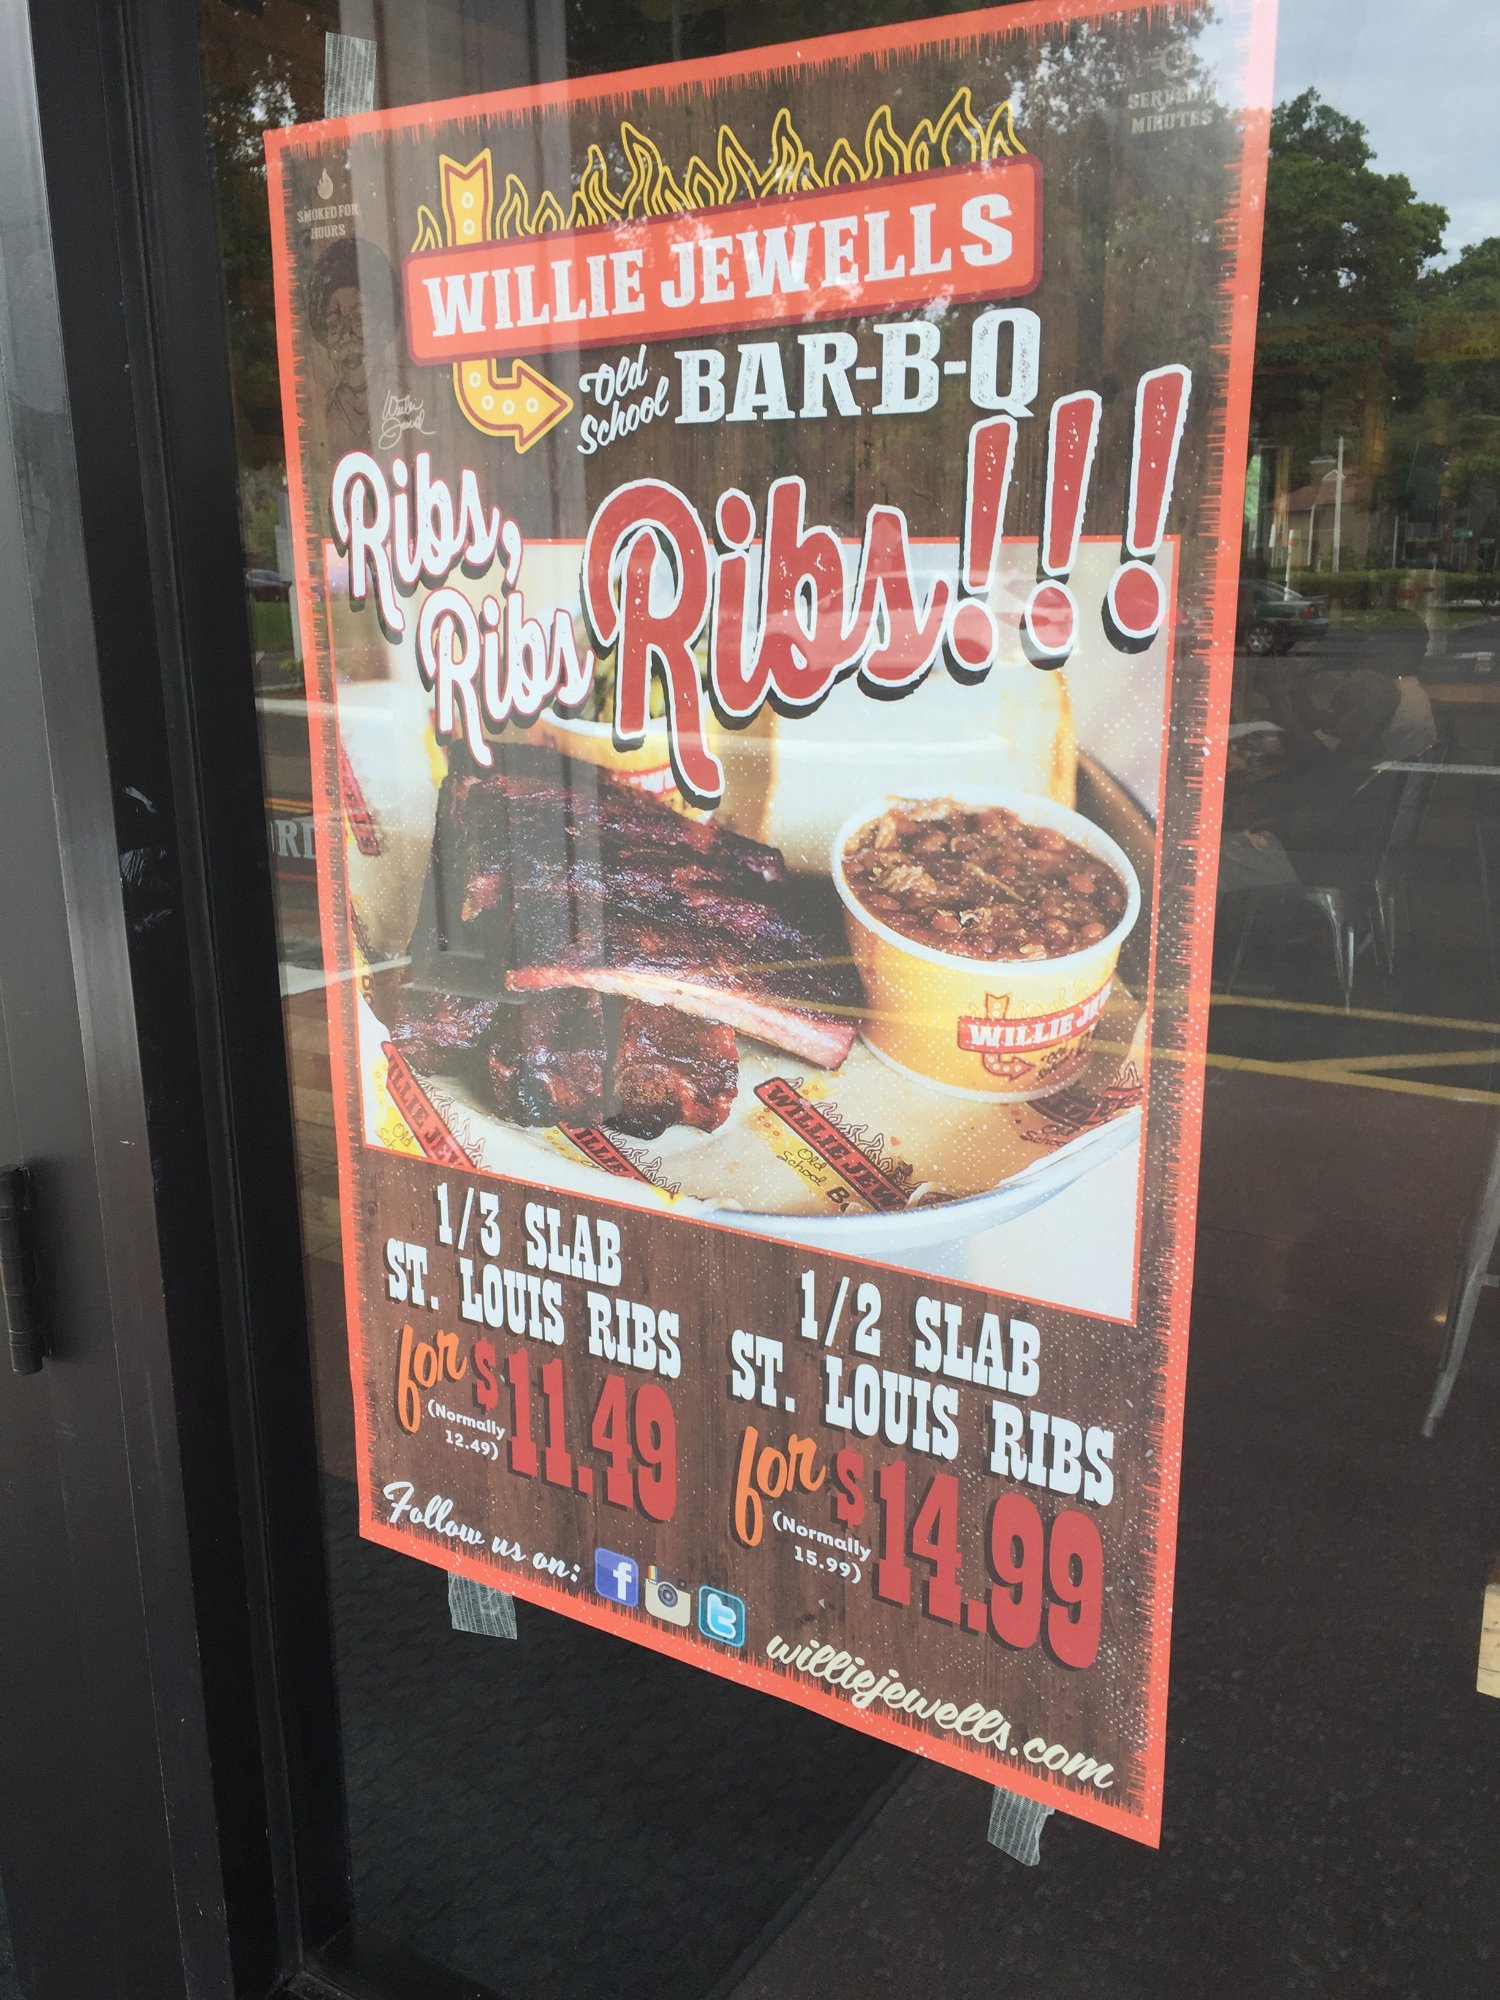 SMOKED FOR
HOURS
SERVED IN
MINUTES
WILLIE JEWELLS
Old
School
BAR-B-Q
Ribs,
Ribs
Ribs!!!
WILLIE JE
WILLIE JEW
Old
School
1/3 SLAB
ST. LOUIS RIBS
for $11.49
(Normally
12.49)
1/2 SLAB
ST. LOUIS RIBS
for $14.99
(Normally
15.99)
Follow us on:
williejewells.com